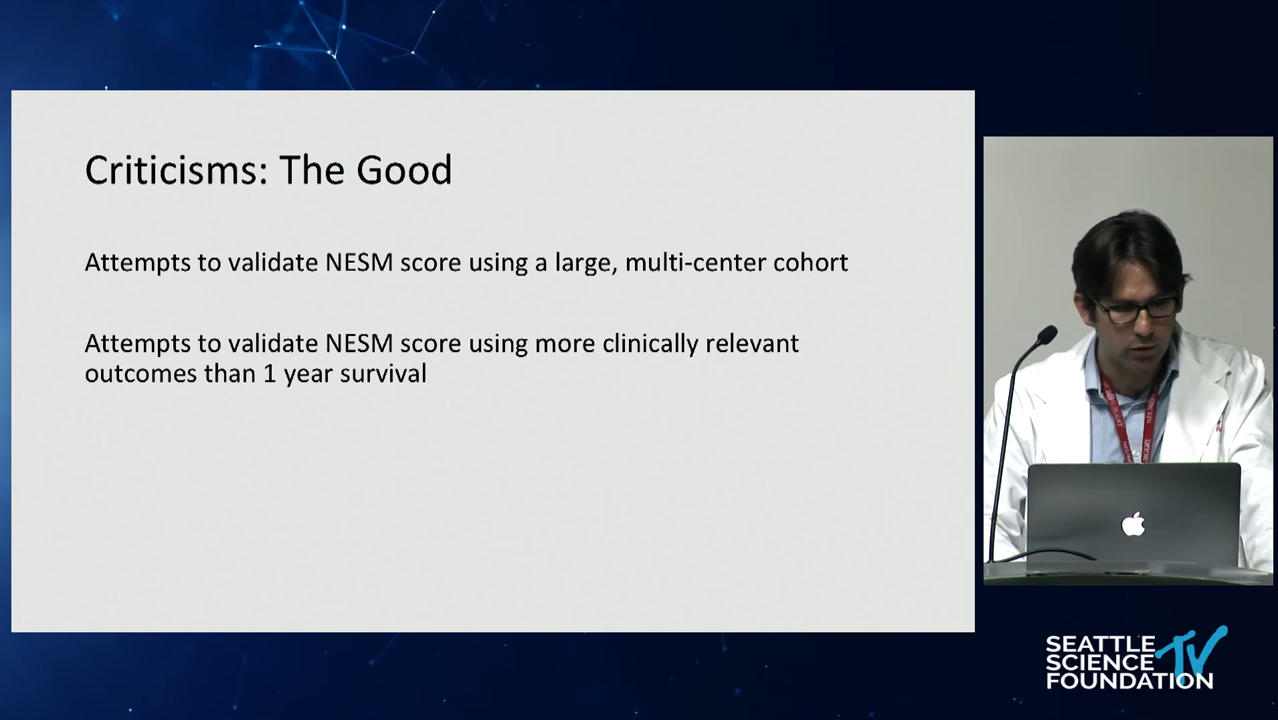 Criticisms: The Good
Attempts to validate NESM score using a large, multi-center cohort
Attempts to validate NESM score using more clinically relevant
outcomes than 1 year survival
SEATTLE
SCIENCE
FOUNDATION
TV